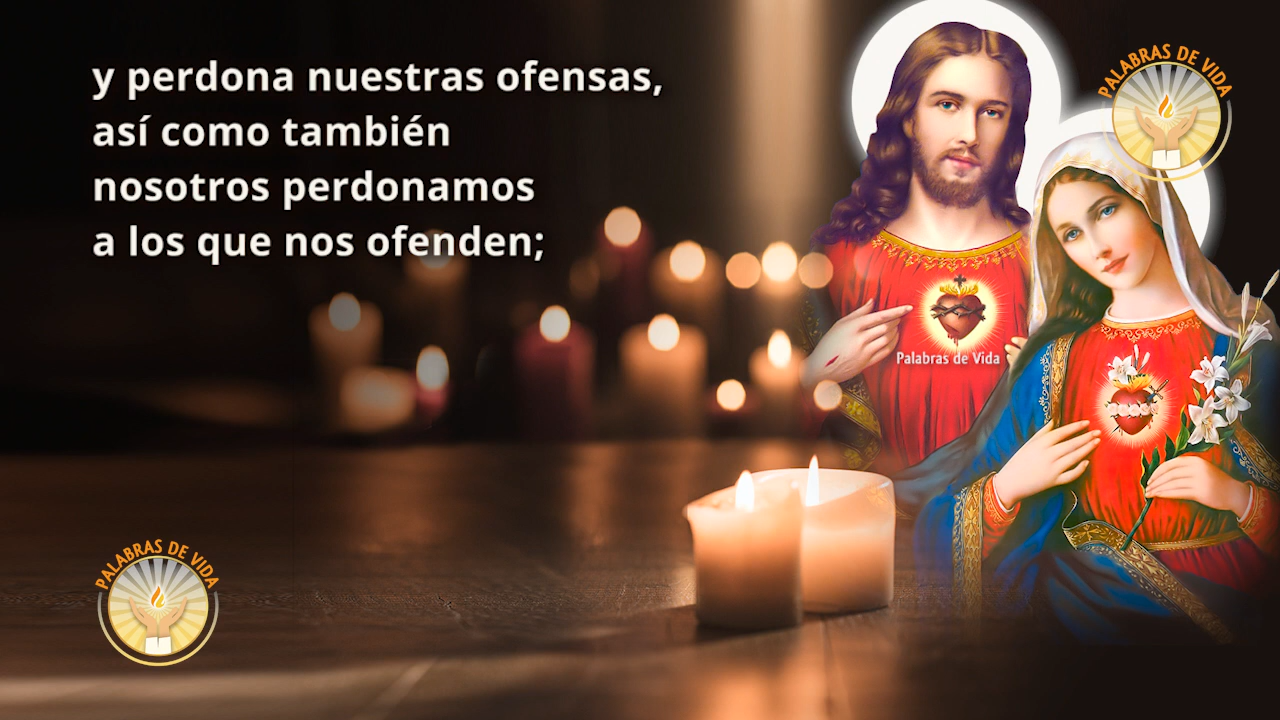 y perdona nuestras ofensas,
así como también
nosotros perdonamos
a los que nos ofenden;
PALABRAS DE VIDA
Palabras de Vida
PALABRAS DE VIDA